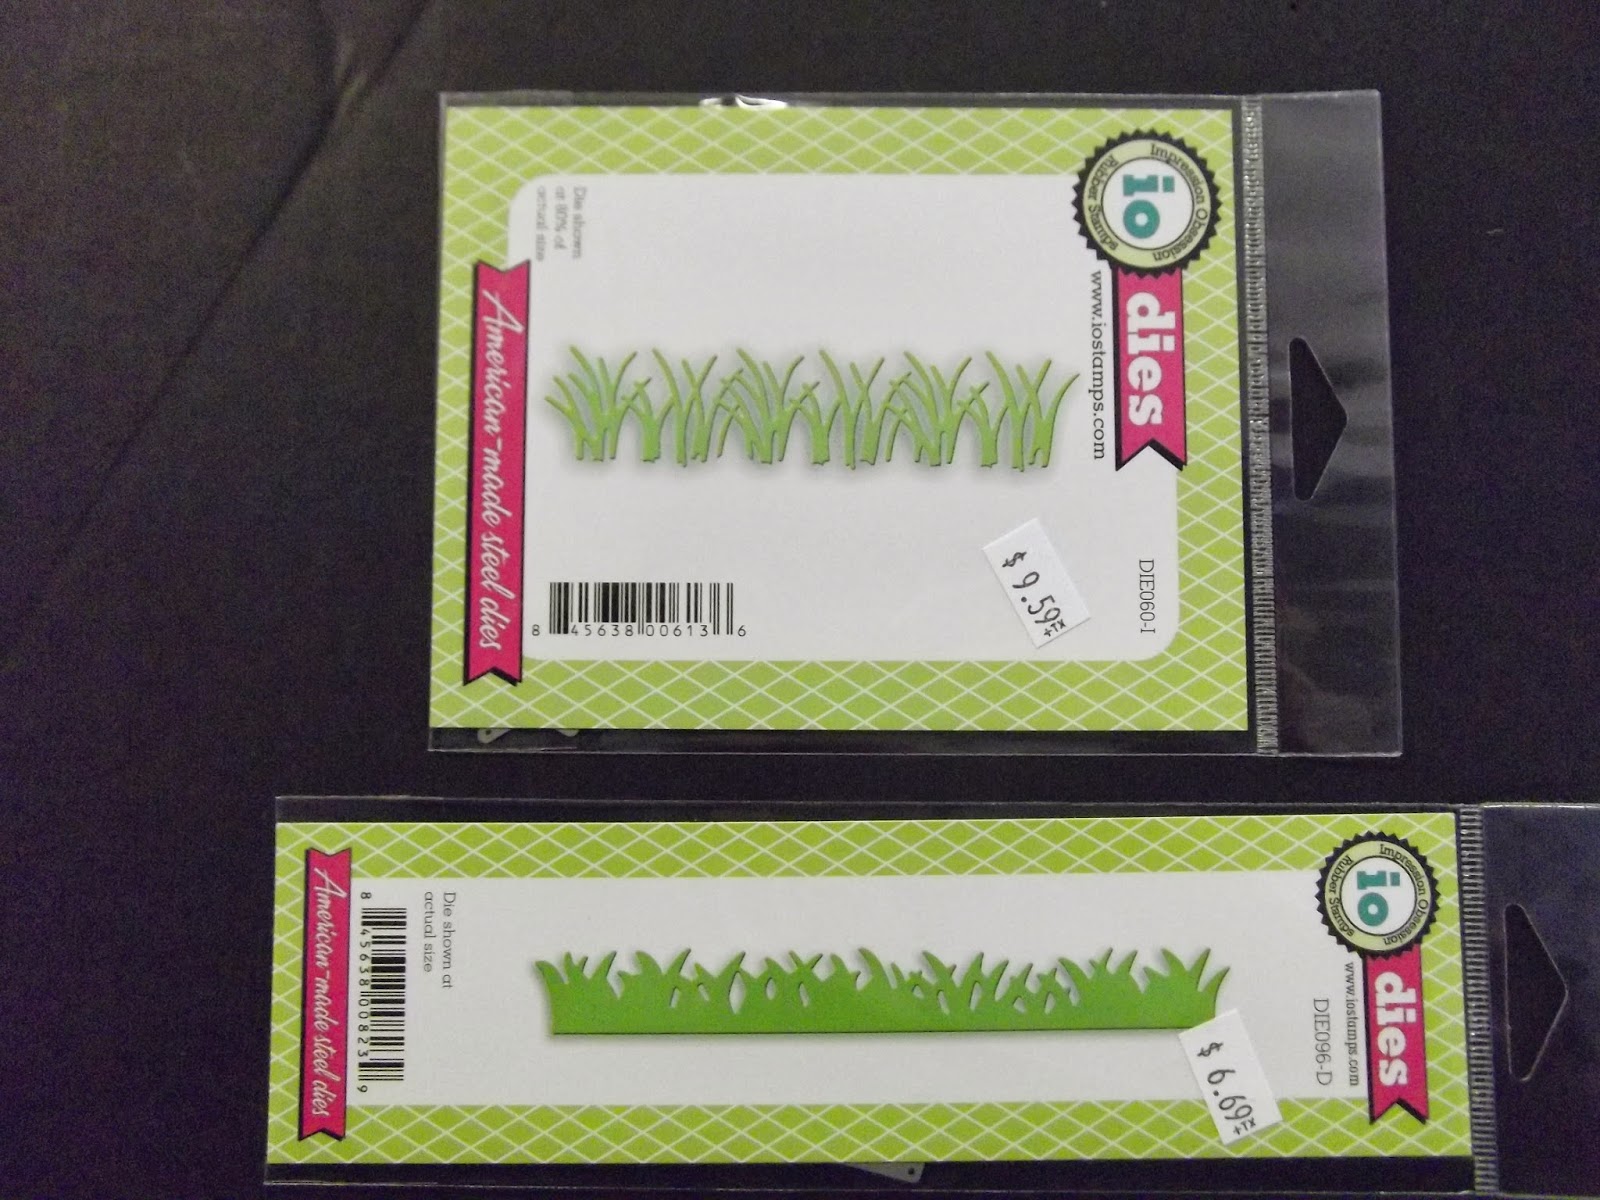 Impression Obsession
Rubber Stamps
io
dies
www.iostamps.com
DIE060-I
Die shown
at 80% of
actual size
American-made steel dies
8 45638 00613 6
$ 9.59
+TX
Impression Obsession
Rubber Stamps
io
dies
www.iostamps.com
DIE096-D
Die shown at
actual size
American-made steel dies
8 45638 00823 9
$ 6.69
+TX